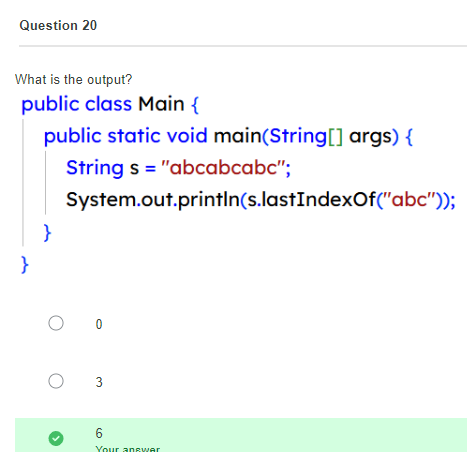 Question 20
What is the output?
public class Main {
public static void main(String[] args) {
String s = "abcabcabc";
System.out.println(s.lastIndexOf("abc"));
}
}
0
3
6
Your answer